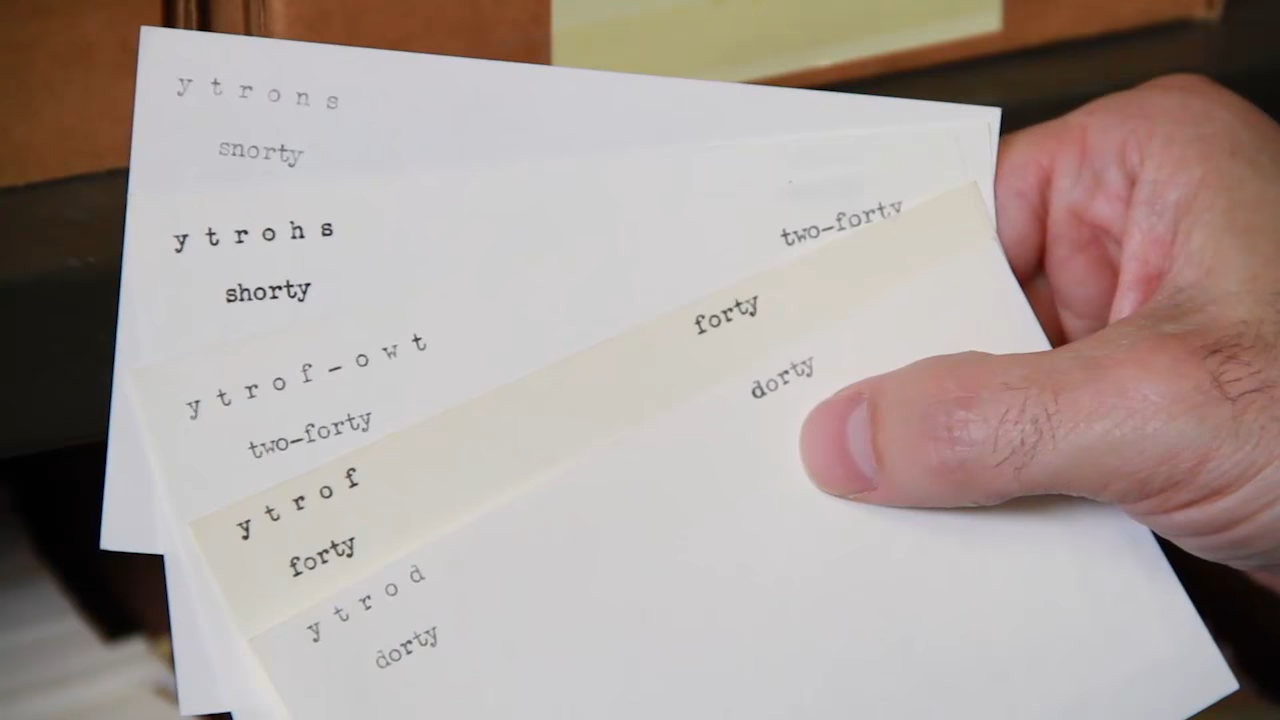 y t r o n s
snorty
y t r o h s
shorty
two-forty
y t r o f - o w t
two-forty
forty
y t r o f
forty
dorty
y t r o d
dorty